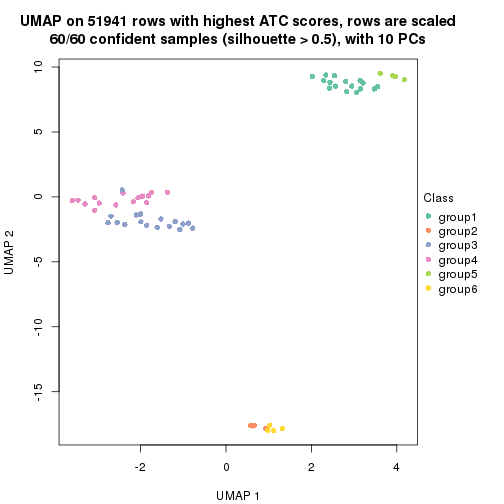 UMAP on 51941 rows with highest ATC scores, rows are scaled
60/60 confident samples (silhouette > 0.5), with 10 PCs
10
5
0
-5
-10
-15
UMAP 2
-2
0
2
4
UMAP 1
Class
group1
group2
group3
group4
group5
group6